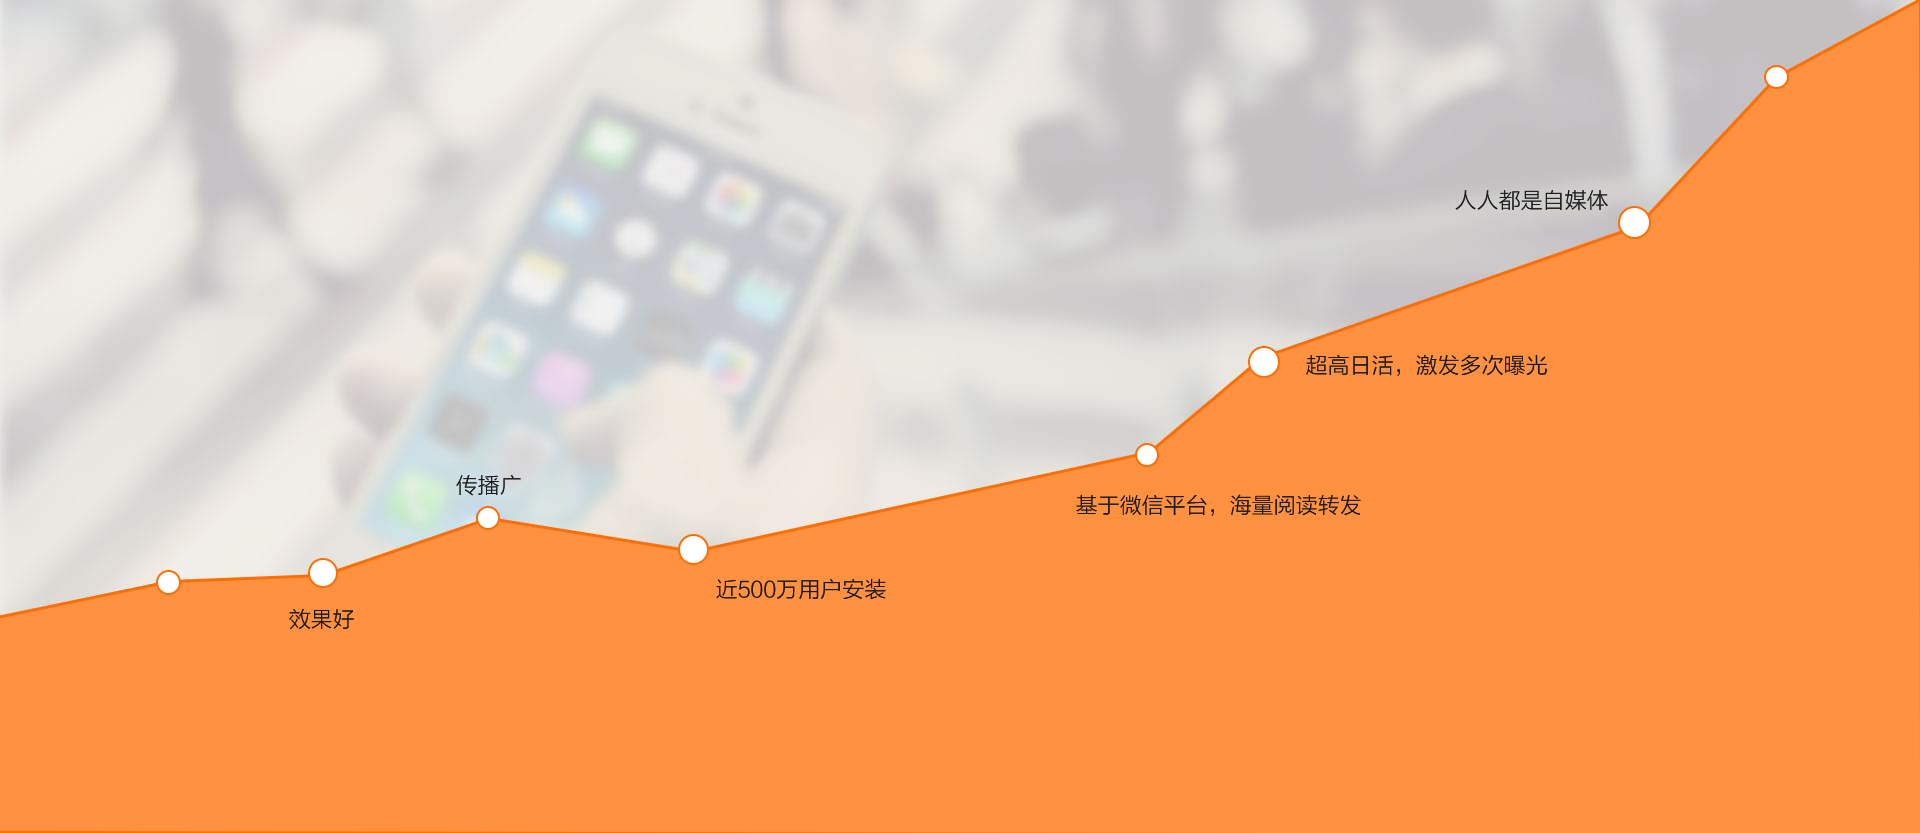 人人都是自媒体
超高日活，激发多次曝光
传播广
基于微信平台，海量阅读转发
近500万用户安装
效果好